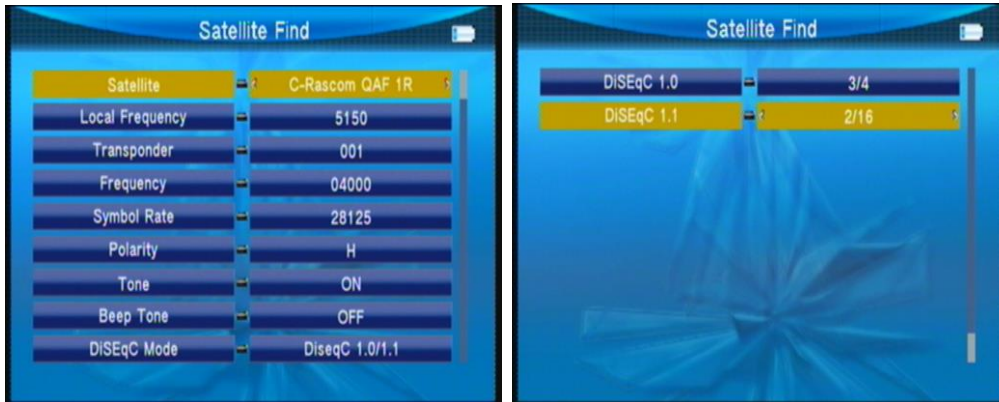 Satellite Find
Satellite C-Rascom QAF 1R
Local Frequency 5150
Transponder 001
Frequency 04000
Symbol Rate 28125
Polarity H
Tone ON
Beep Tone OFF
DiSEqC Mode DiseqC 1.0/1.1
Satellite Find
DiSEqC 1.0 3/4
DiSEqC 1.1 2/16